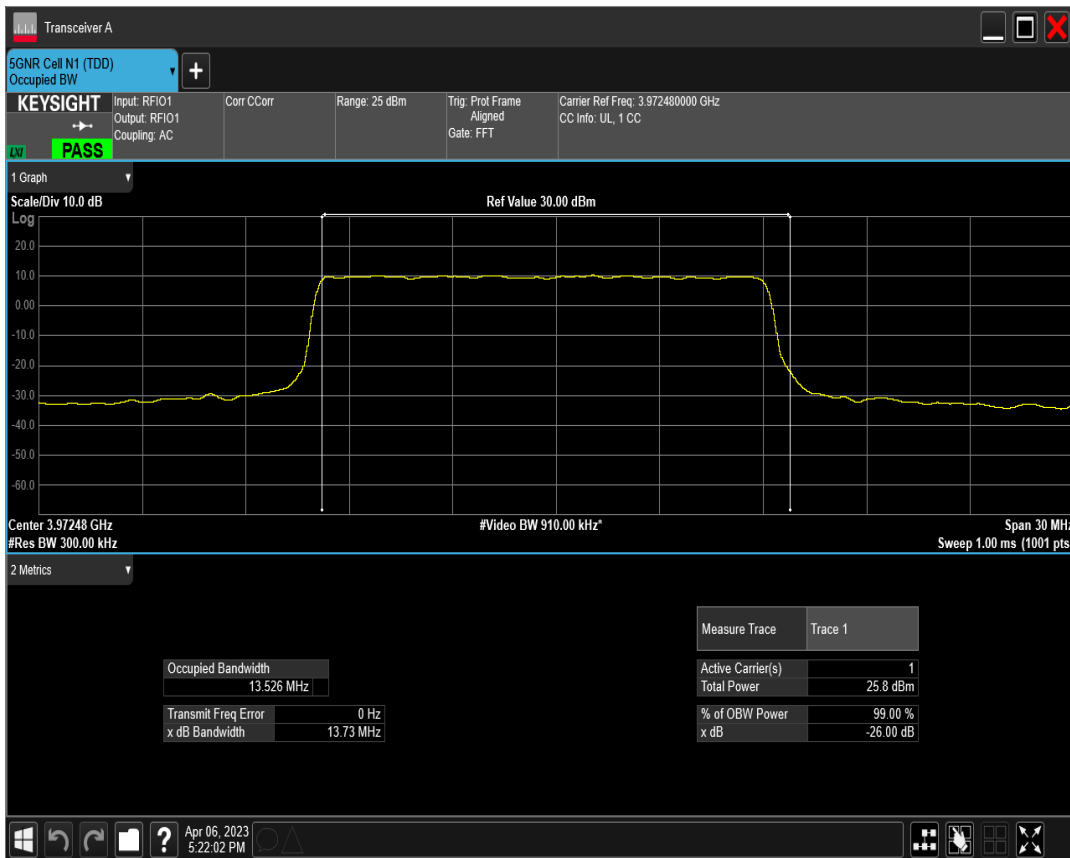 Transceiver A
5GNR Cell N1 (TDD)
Occupied BW
+
KEYSIGHT
LXI
PASS
Input: RFIO1
Output: RFIO1
Coupling: AC
Corr CCorr
Range: 25 dBm
Trig: Prot Frame
Aligned
Gate: FFT
Carrier Ref Freq: 3.972480000 GHz
CC Info: UL, 1 CC
1 Graph
Scale/Div 10.0 dB
Ref Value 30.00 dBm
Log
20.0
10.0
0.00
-10.0
-20.0
-30.0
-40.0
-50.0
-60.0
Center 3.97248 GHz
#Video BW 910.00 kHz*
Span 30 MHz
#Res BW 300.00 kHz
Sweep 1.00 ms (1001 pts
2 Metrics
Measure Trace Trace 1
Occupied Bandwidth
13.526 MHz
Active Carrier(s) 1
Total Power 25.8 dBm
Transmit Freq Error 0 Hz
x dB Bandwidth 13.73 MHz
% of OBW Power 99.00 %
x dB -26.00 dB
?
Apr 06, 2023
5:22:02 PM